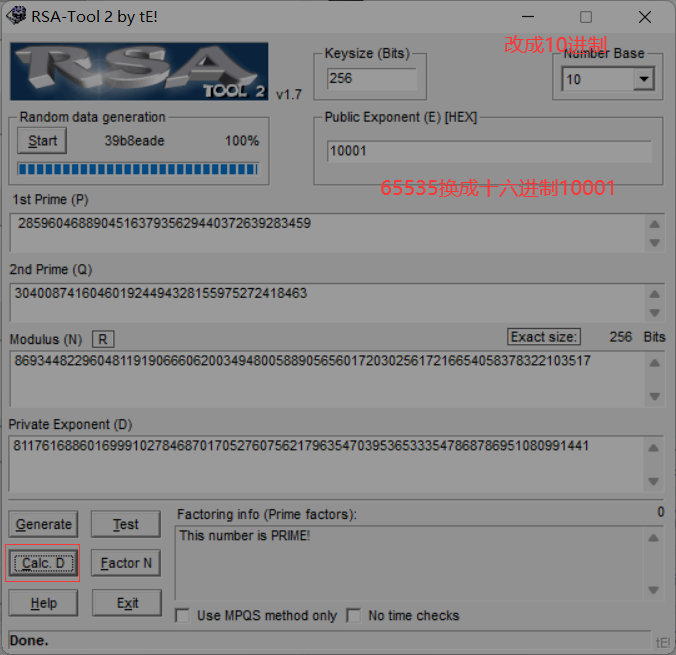 RSA-Tool 2 by tE!
改成10进制
RSA
TOOL 2
v1.7
Keysize (Bits)
256
Number Base
10
Random data generation
Start
39b8eade
100%
Public Exponent (E) [HEX]
10001
65535换成十六进制10001
1st Prime (P)
285960468890451637935629440372639283459
2nd Prime (Q)
304008741604601924494328155975272418463
Modulus (N)
R
Exact size:
256
Bits
86934482296048119190666062003494800588905656017203025617216654058378322103517
Private Exponent (D)
81176168860169991027846870170527607562179635470395365333547868786951080991441
Generate
Test
Calc. D
Factor N
Help
Exit
Factoring info (Prime factors):
0
This number is PRIME!
Use MPQS method only
No time checks
Done.
tE!